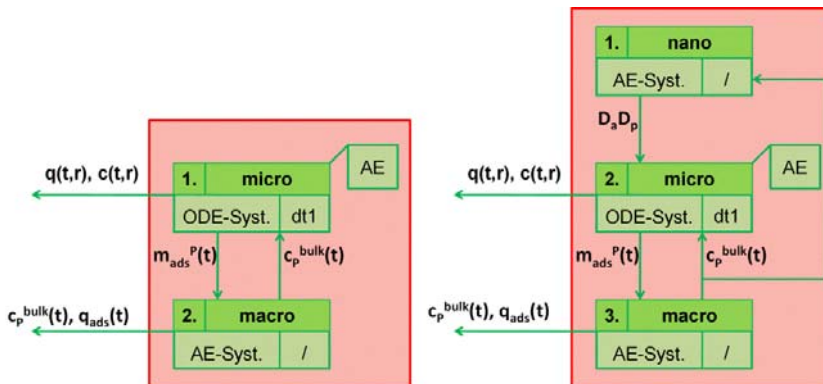 1. micro
AE
ODE-Syst. dt1
q(t,r), c(t,r)
m_ads^P(t)
c_P^bulk(t)
2. macro
AE-Syst. /
c_P^bulk(t), q_ads(t)
1. nano
AE-Syst. /
D_a D_p
2. micro
AE
ODE-Syst. dt1
q(t,r), c(t,r)
m_ads^P(t)
c_P^bulk(t)
3. macro
AE-Syst. /
c_P^bulk(t), q_ads(t)